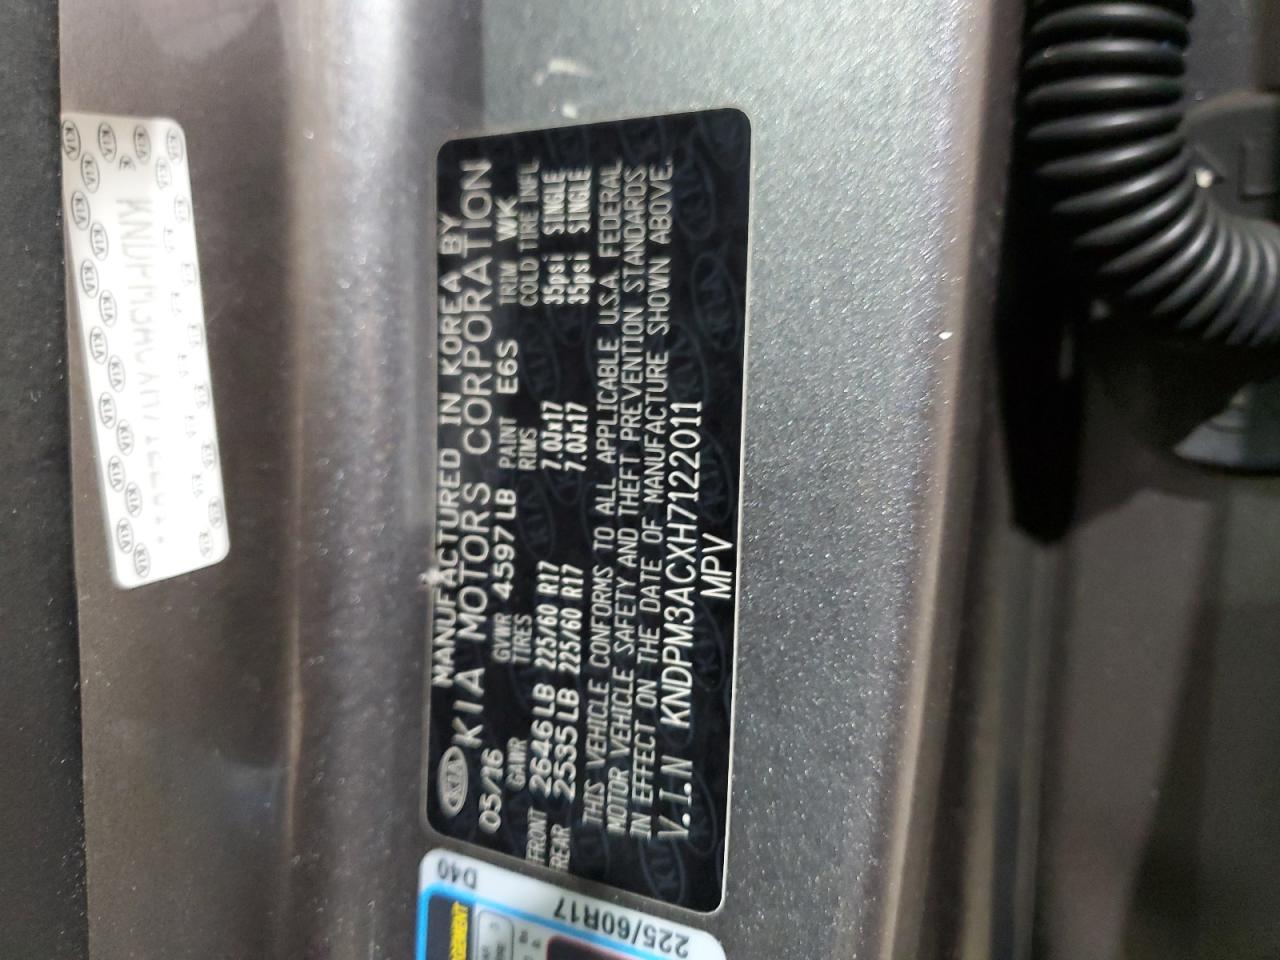 KIA
MANUFACTURED IN KOREA BY
KIA MOTORS CORPORATION
05/16 GVWR 4597LB PAINT E6S TRIM WK
GAWR TIRES RIMS COLD TIRE INFL
FRONT 2646LB 225/60 R17 7.0Jx17 35psi SINGLE
REAR 2535LB 225/60 R17 7.0Jx17 35psi SINGLE
THIS VEHICLE CONFORMS TO ALL APPLICABLE U.S.A. FEDERAL
MOTOR VEHICLE SAFETY AND THEFT PREVENTION STANDARDS
IN EFFECT ON THE DATE OF MANUFACTURE SHOWN ABOVE.
V.I.N KNDPM3ACXH7122011
MPV
D40
225/60R17